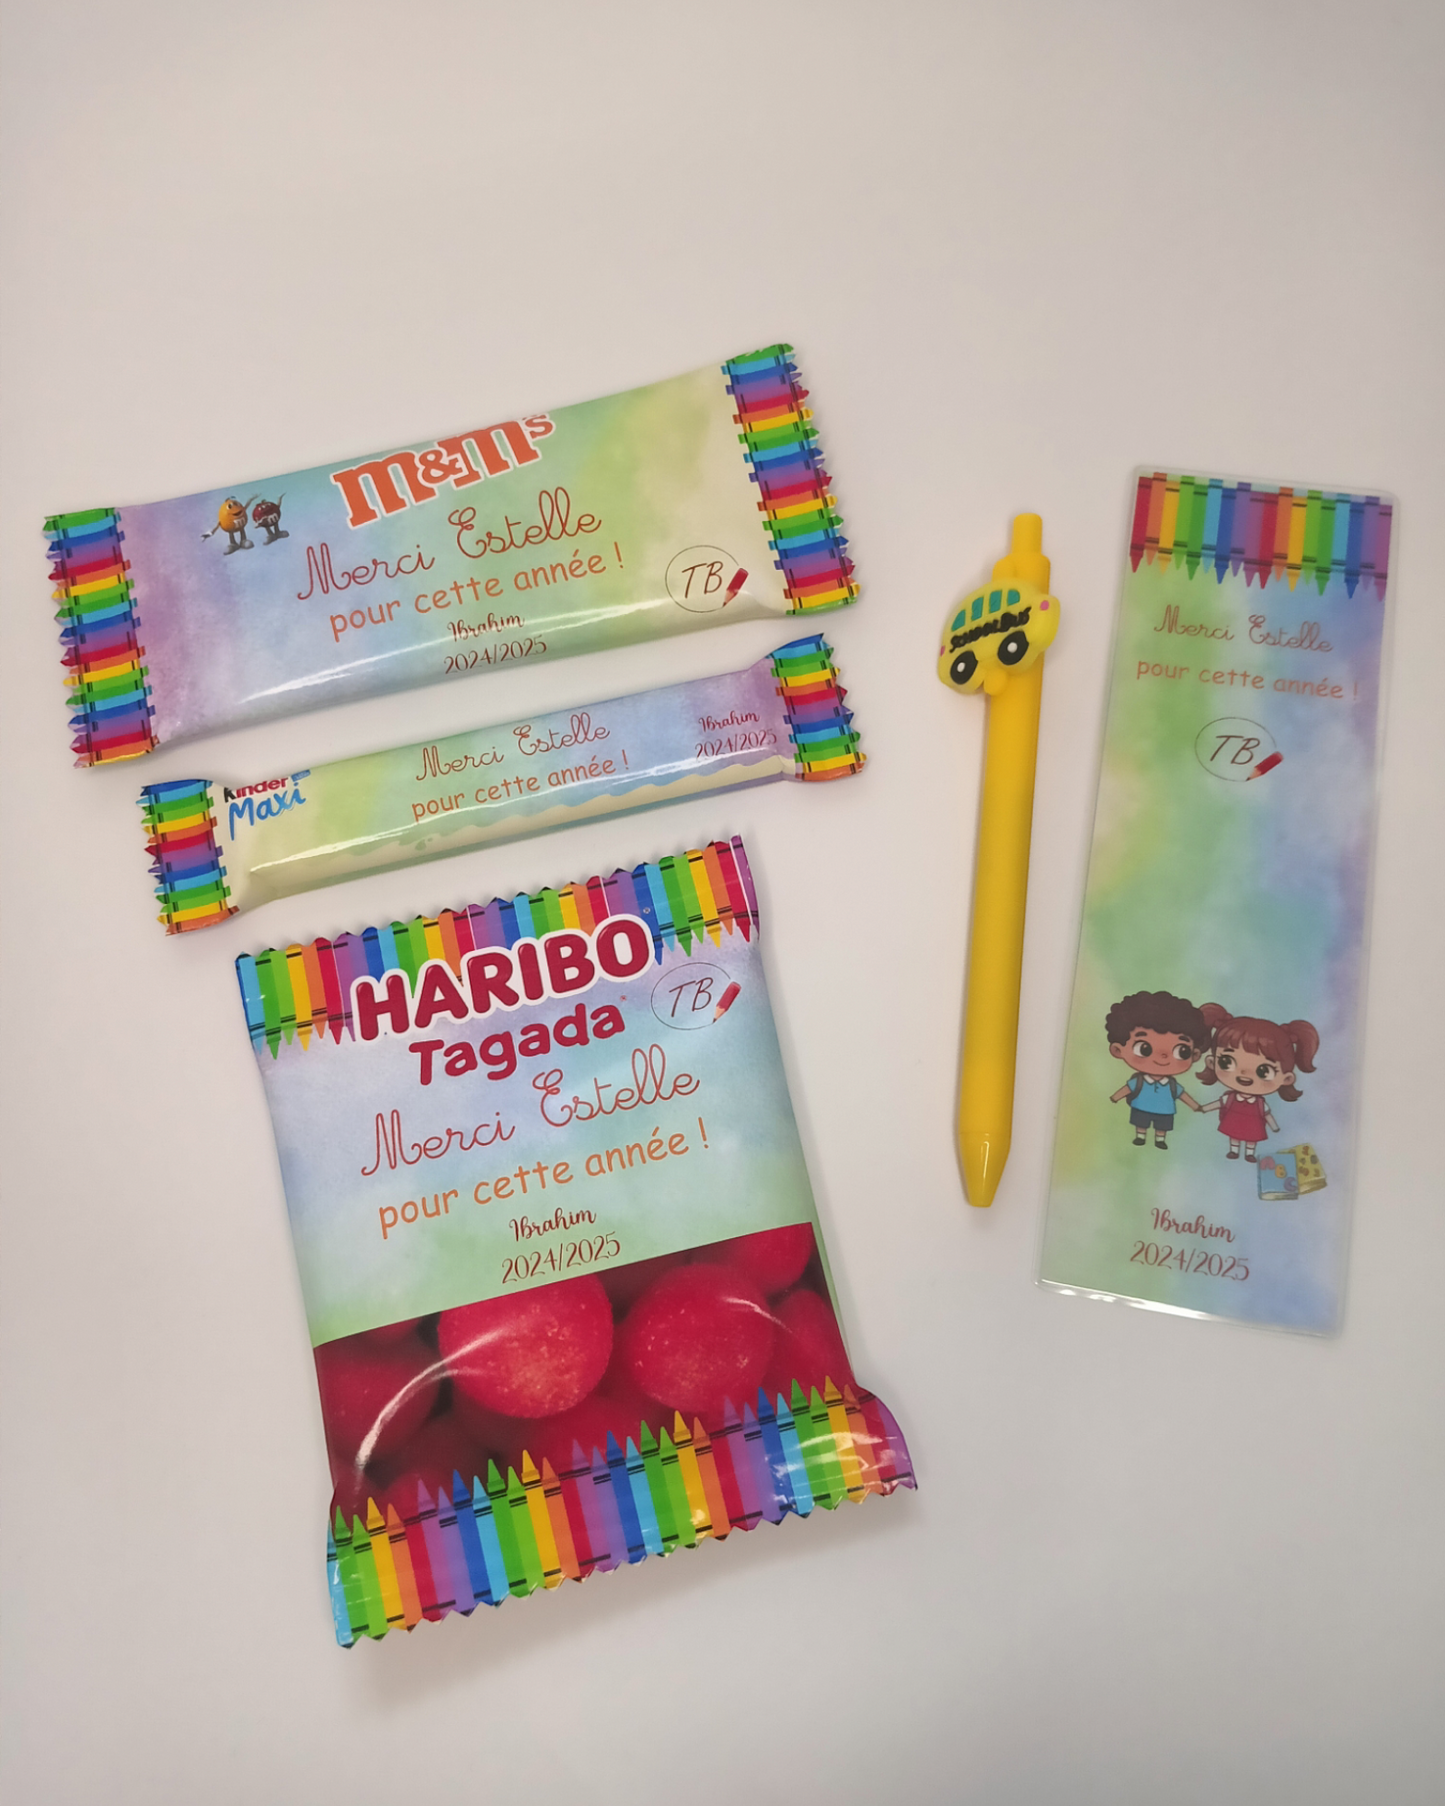 m&m's
Merci Estelle
pour cette année !
Ibrahim
2024/2025
TB
kinder
Maxi
Merci Estelle
pour cette année !
Ibrahim
2024/2025
HARIBO
Tagada
TB
Merci Estelle
pour cette année !
Ibrahim
2024/2025
SCHOOL BUS
Merci Estelle
pour cette année !
TB
Ibrahim
2024/2025